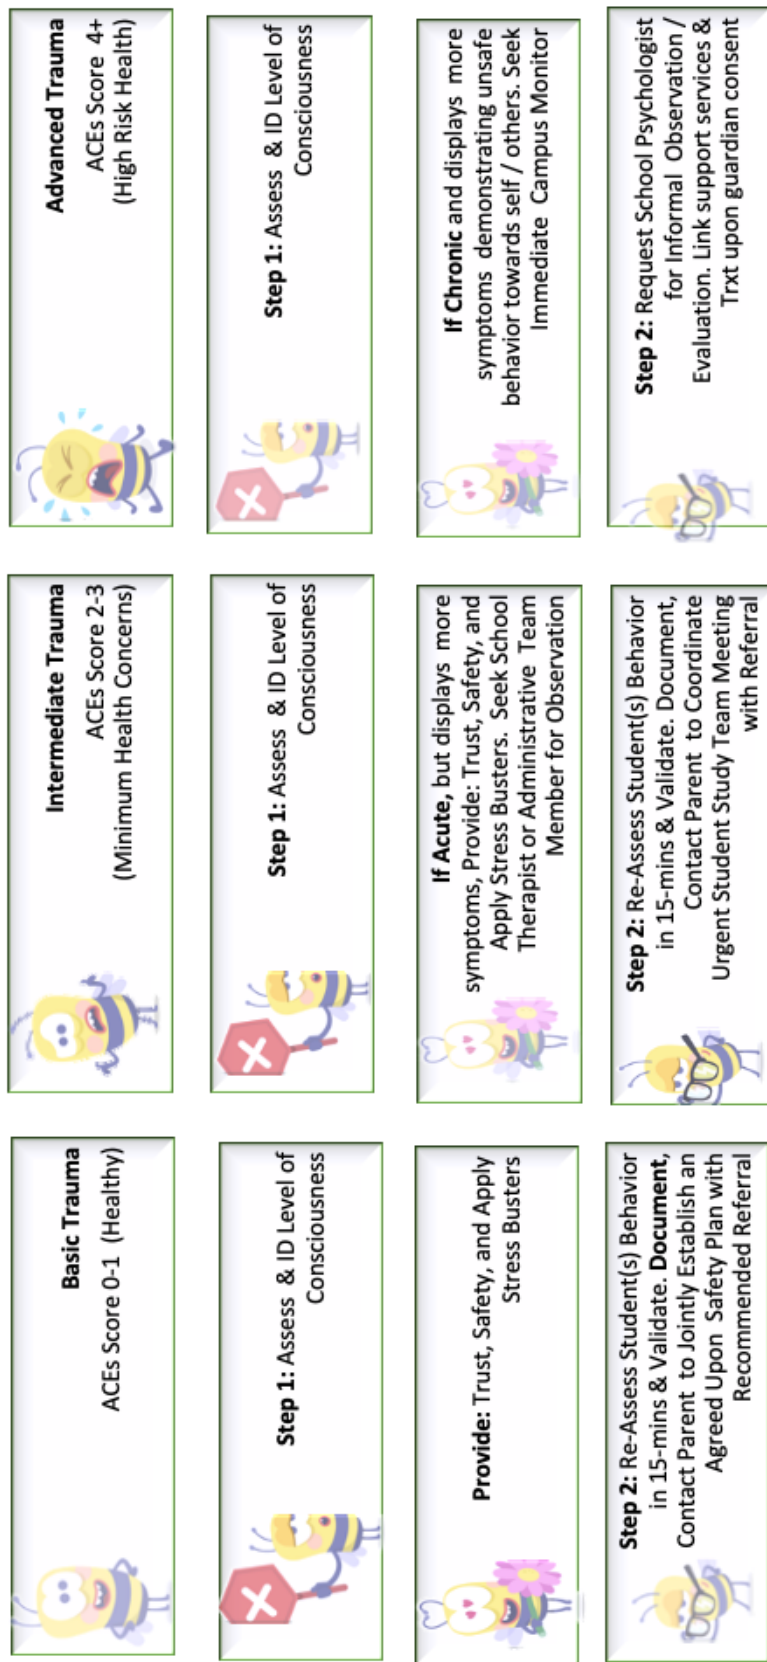 Basic Trauma
ACEs Score 0-1  (Healthy)
Intermediate Trauma
ACEs Score 2-3
(Minimum Health Concerns)
Advanced Trauma
ACEs Score  4+
(High Risk Health)
Step 1: Assess  & ID Level of
Consciousness
Step 1: Assess  & ID Level of
Consciousness
Step 1: Assess  & ID Level of
Consciousness
Provide: Trust, Safety, and Apply
Stress Busters
If Acute, but displays  more
symptoms, Provide: Trust, Safety, and
Apply Stress Busters.  Seek School
Therapist or Administrative  Team
Member for Observation
If Chronic and displays  more
symptoms  demonstrating unsafe
behavior towards self / others. Seek
Immediate  Campus Monitor
Step 2: Re-Assess Student(s) Behavior
in 15-mins & Validate. Document,
Contact Parent  to Jointly Establish an
Agreed Upon  Safety Plan with
Recommended Referral
Step 2: Re-Assess Student(s) Behavior
in 15-mins & Validate. Document,
Contact Parent  to Coordinate
Urgent Student Study Team Meeting
with Referral
Step 2: Request School Psychologist
for Informal  Observation /
Evaluation. Link support services &
Trxt upon guardian consent